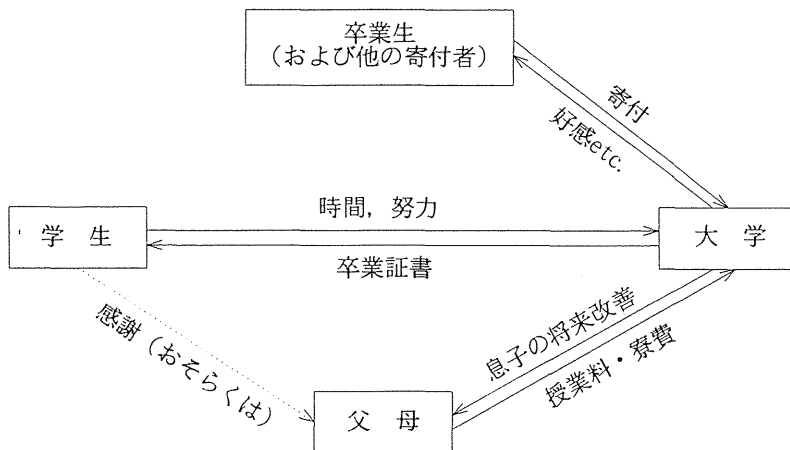 卒業生
（および他の寄付者）
寄付
好感etc.
時間，努力
学　生
大　学
卒業証書
感謝（おそらくは）
息子の将来改善
授業料・寮費
父　母